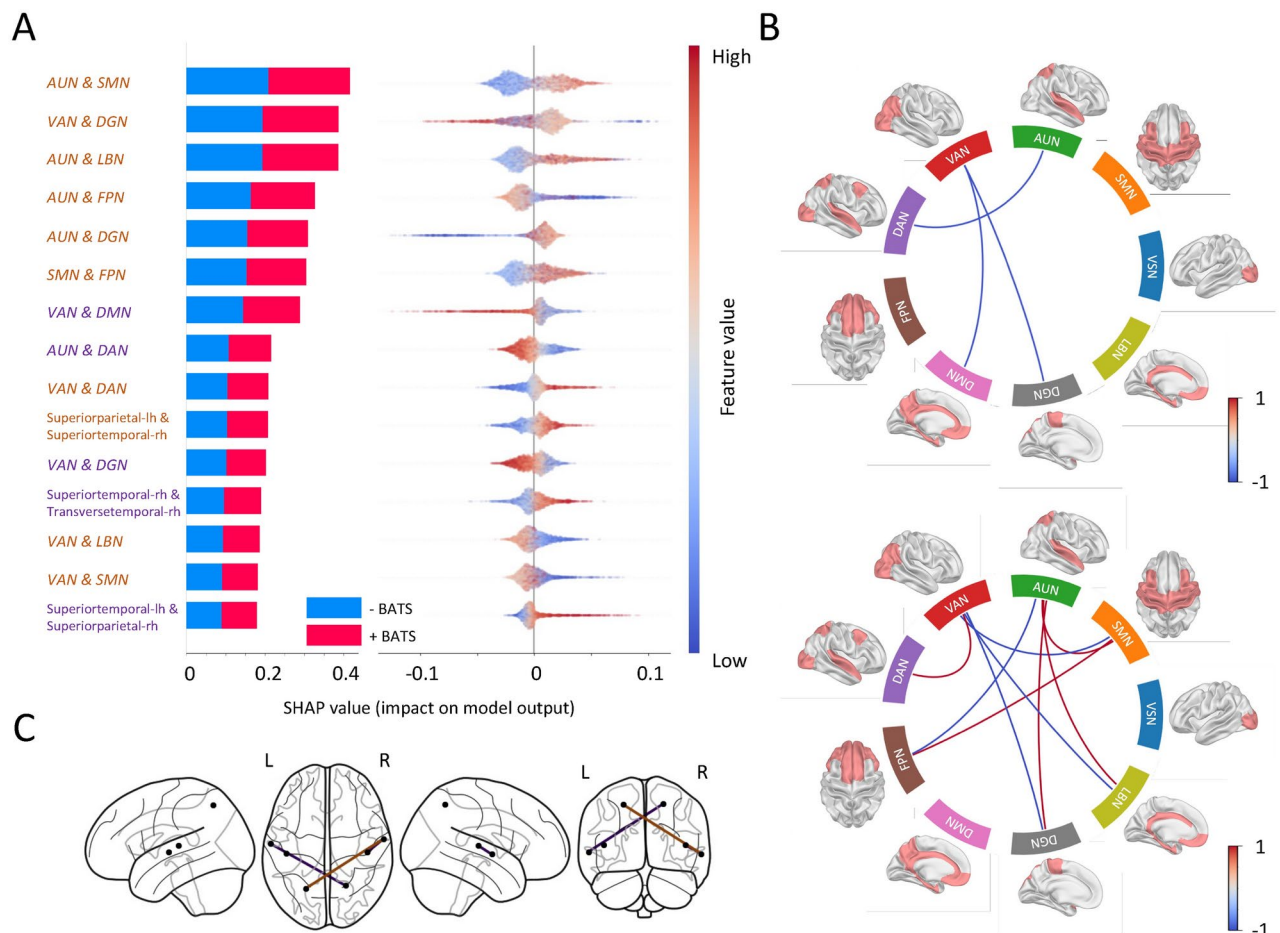 A
AUN & SMN
VAN & DGN
AUN & LBN
AUN & FPN
AUN & DGN
SMN & FPN
VAN & DMN
AUN & DAN
VAN & DAN
Superiorparietal-lh &
Superiortemporal-rh
VAN & DGN
Superiortemporal-rh &
Transversetemporal-rh
VAN & LBN
VAN & SMN
Superiortemporal-lh &
Superiorparietal-rh
- BATS
+ BATS
0
0.2
0.4
-0.1
0
0.1
SHAP value (impact on model output)
High
Feature value
Low
B
VAN
AUN
SMN
DAN
VSN
FPN
LBN
DMN
DGN
1
-1
VAN
AUN
SMN
DAN
VSN
FPN
LBN
DMN
DGN
1
-1
C
L
R
L
R